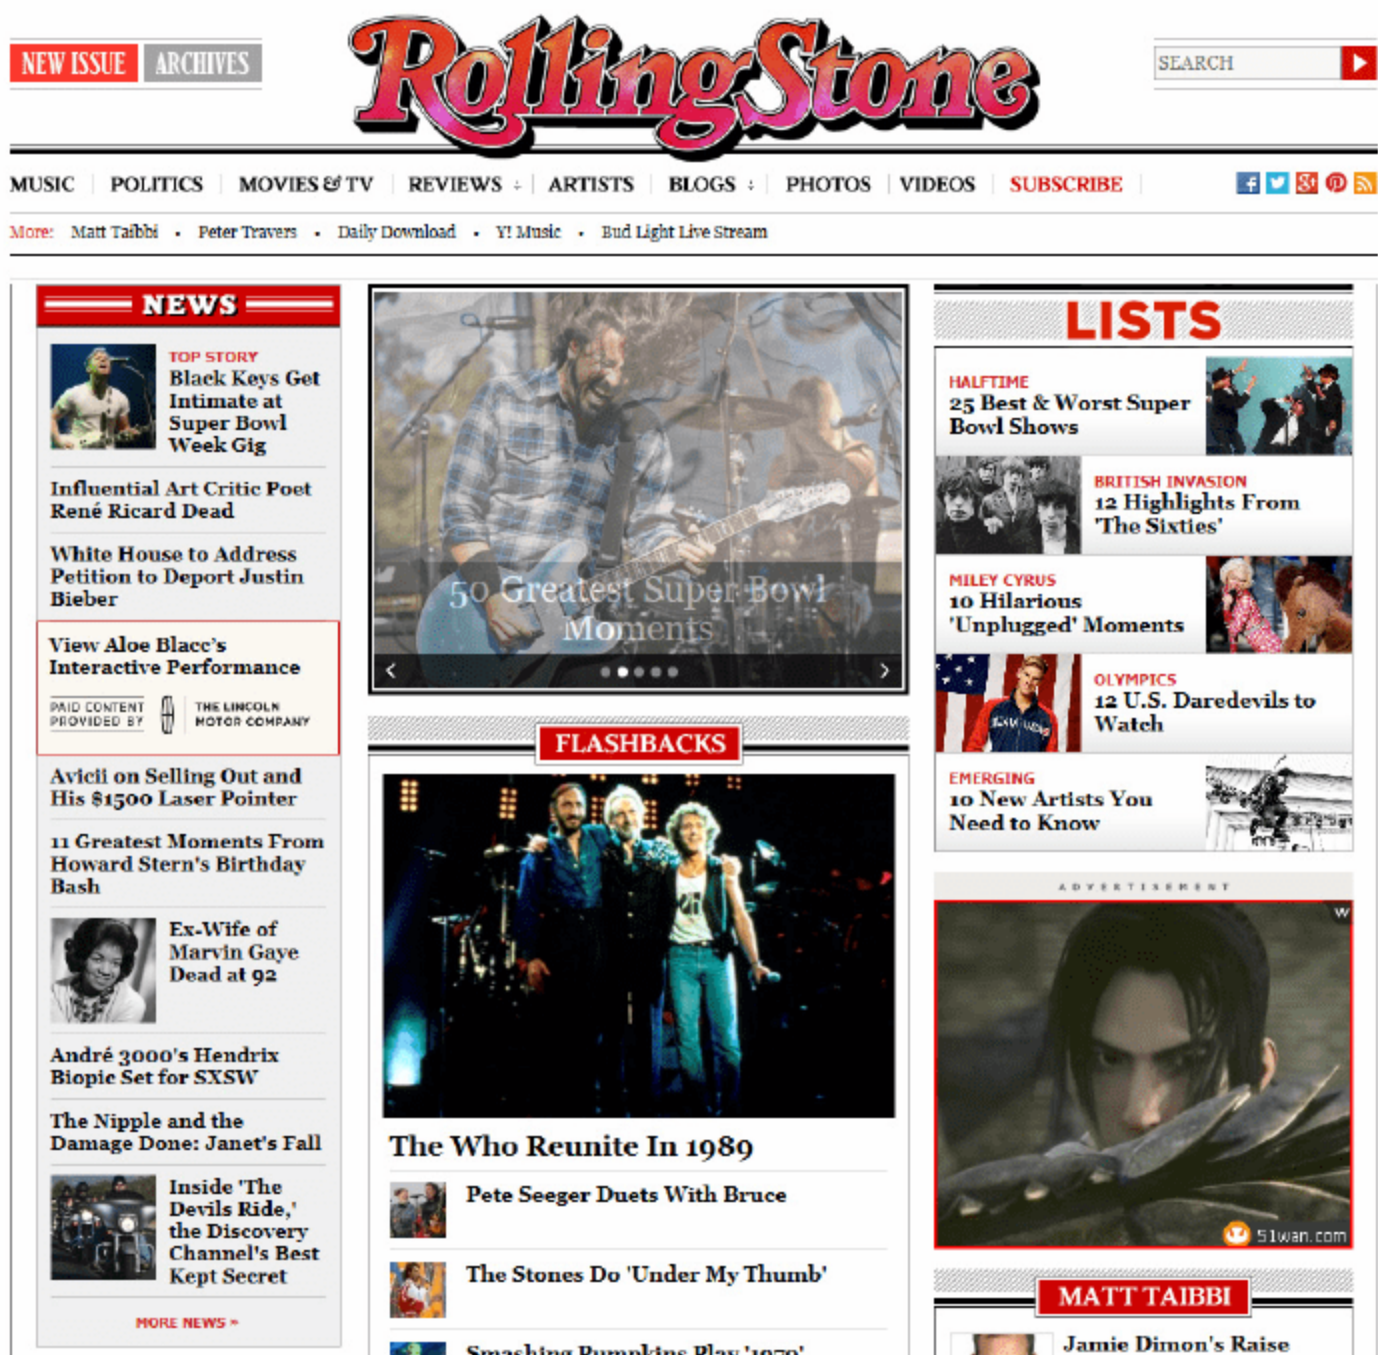 NEW ISSUE
ARCHIVES
RollingStone
SEARCH
MUSIC
POLITICS
MOVIES & TV
REVIEWS
ARTISTS
BLOGS
PHOTOS
VIDEOS
SUBSCRIBE
More: Matt Taibbi • Peter Travers • Daily Download • Y! Music • Bud Light Live Stream
NEWS
TOP STORY
Black Keys Get
Intimate at
Super Bowl
Week Gig
Influential Art Critic Poet
René Ricard Dead
White House to Address
Petition to Deport Justin
Bieber
View Aloe Blacc's
Interactive Performance
PAID CONTENT
PROVIDED BY
THE LINCOLN
MOTOR COMPANY
Avicii on Selling Out and
His $1500 Laser Pointer
11 Greatest Moments From
Howard Stern's Birthday
Bash
Ex-Wife of
Marvin Gaye
Dead at 92
André 3000's Hendrix
Biopic Set for SXSW
The Nipple and the
Damage Done: Janet's Fall
Inside 'The
Devils Ride,'
the Discovery
Channel's Best
Kept Secret
MORE NEWS »
50 Greatest Super Bowl
Moments
FLASHBACKS
The Who Reunite In 1989
Pete Seeger Duets With Bruce
The Stones Do 'Under My Thumb'
Smashing Pumpkins Play '1979'
LISTS
HALFTIME
25 Best & Worst Super
Bowl Shows
BRITISH INVASION
12 Highlights From
'The Sixties'
MILEY CYRUS
10 Hilarious
'Unplugged' Moments
OLYMPICS
12 U.S. Daredevils to
Watch
EMERGING
10 New Artists You
Need to Know
ADVERTISEMENT
W
51wan.com
MATT TAIBBI
Jamie Dimon's Raise